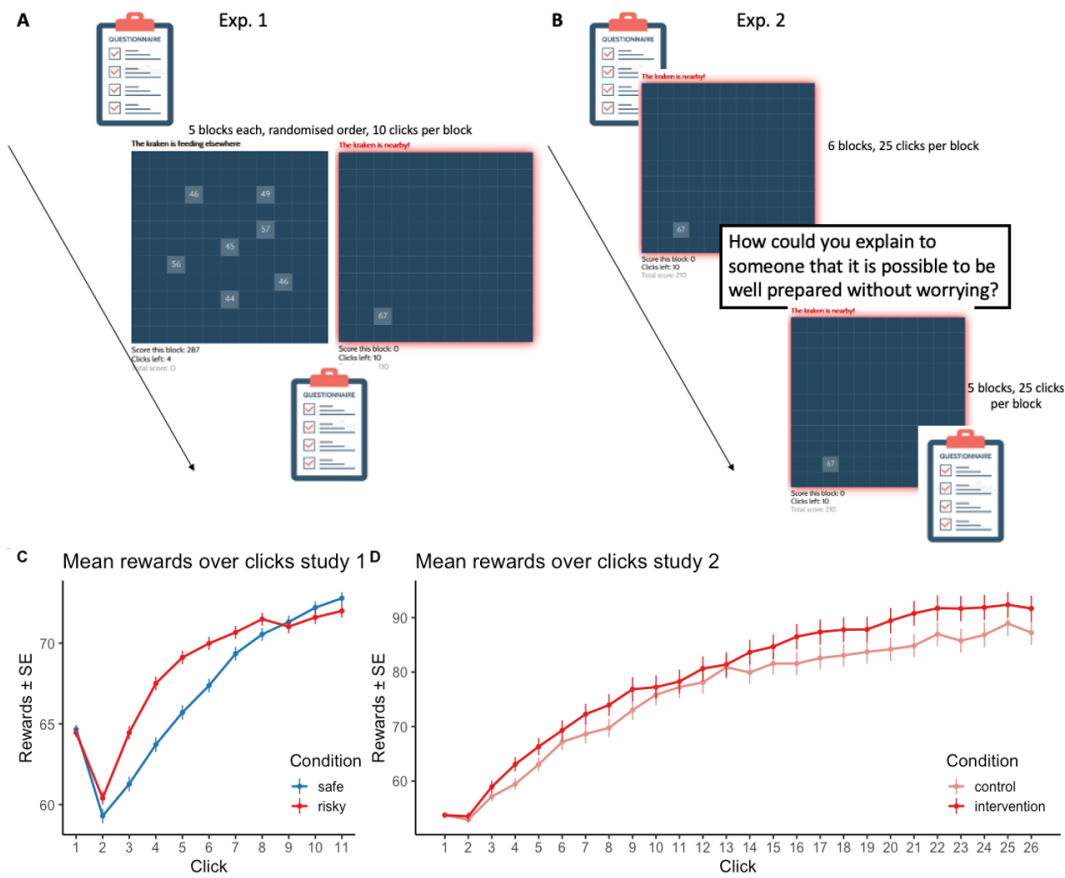 A
Exp. 1
QUESTIONNAIRE
5 blocks each, randomised order, 10 clicks per block
The kraken is feeding elsewhere
46
49
57
45
56
46
44
Score this block: 287
Clicks left: 4
Total score: 0
The kraken is nearby!
67
Score this block: 0
Clicks left: 10
310
QUESTIONNAIRE
B
Exp. 2
QUESTIONNAIRE
The kraken is nearby!
67
Score this block: 0
Clicks left: 10
Total score: 310
6 blocks, 25 clicks per block
How could you explain to
someone that it is possible to be
well prepared without worrying?
The kraken is nearby!
67
Score this block: 0
Clicks left: 10
Total score: 310
5 blocks, 25 clicks
per block
QUESTIONNAIRE
C
Mean rewards over clicks study 1
Rewards ± SE
70
65
60
Condition
safe
risky
1 2 3 4 5 6 7 8 9 10 11
Click
D
Mean rewards over clicks study 2
Rewards ± SE
90
80
70
60
Condition
control
intervention
1 2 3 4 5 6 7 8 9 10 11 12 13 14 15 16 17 18 19 20 21 22 23 24 25 26
Click